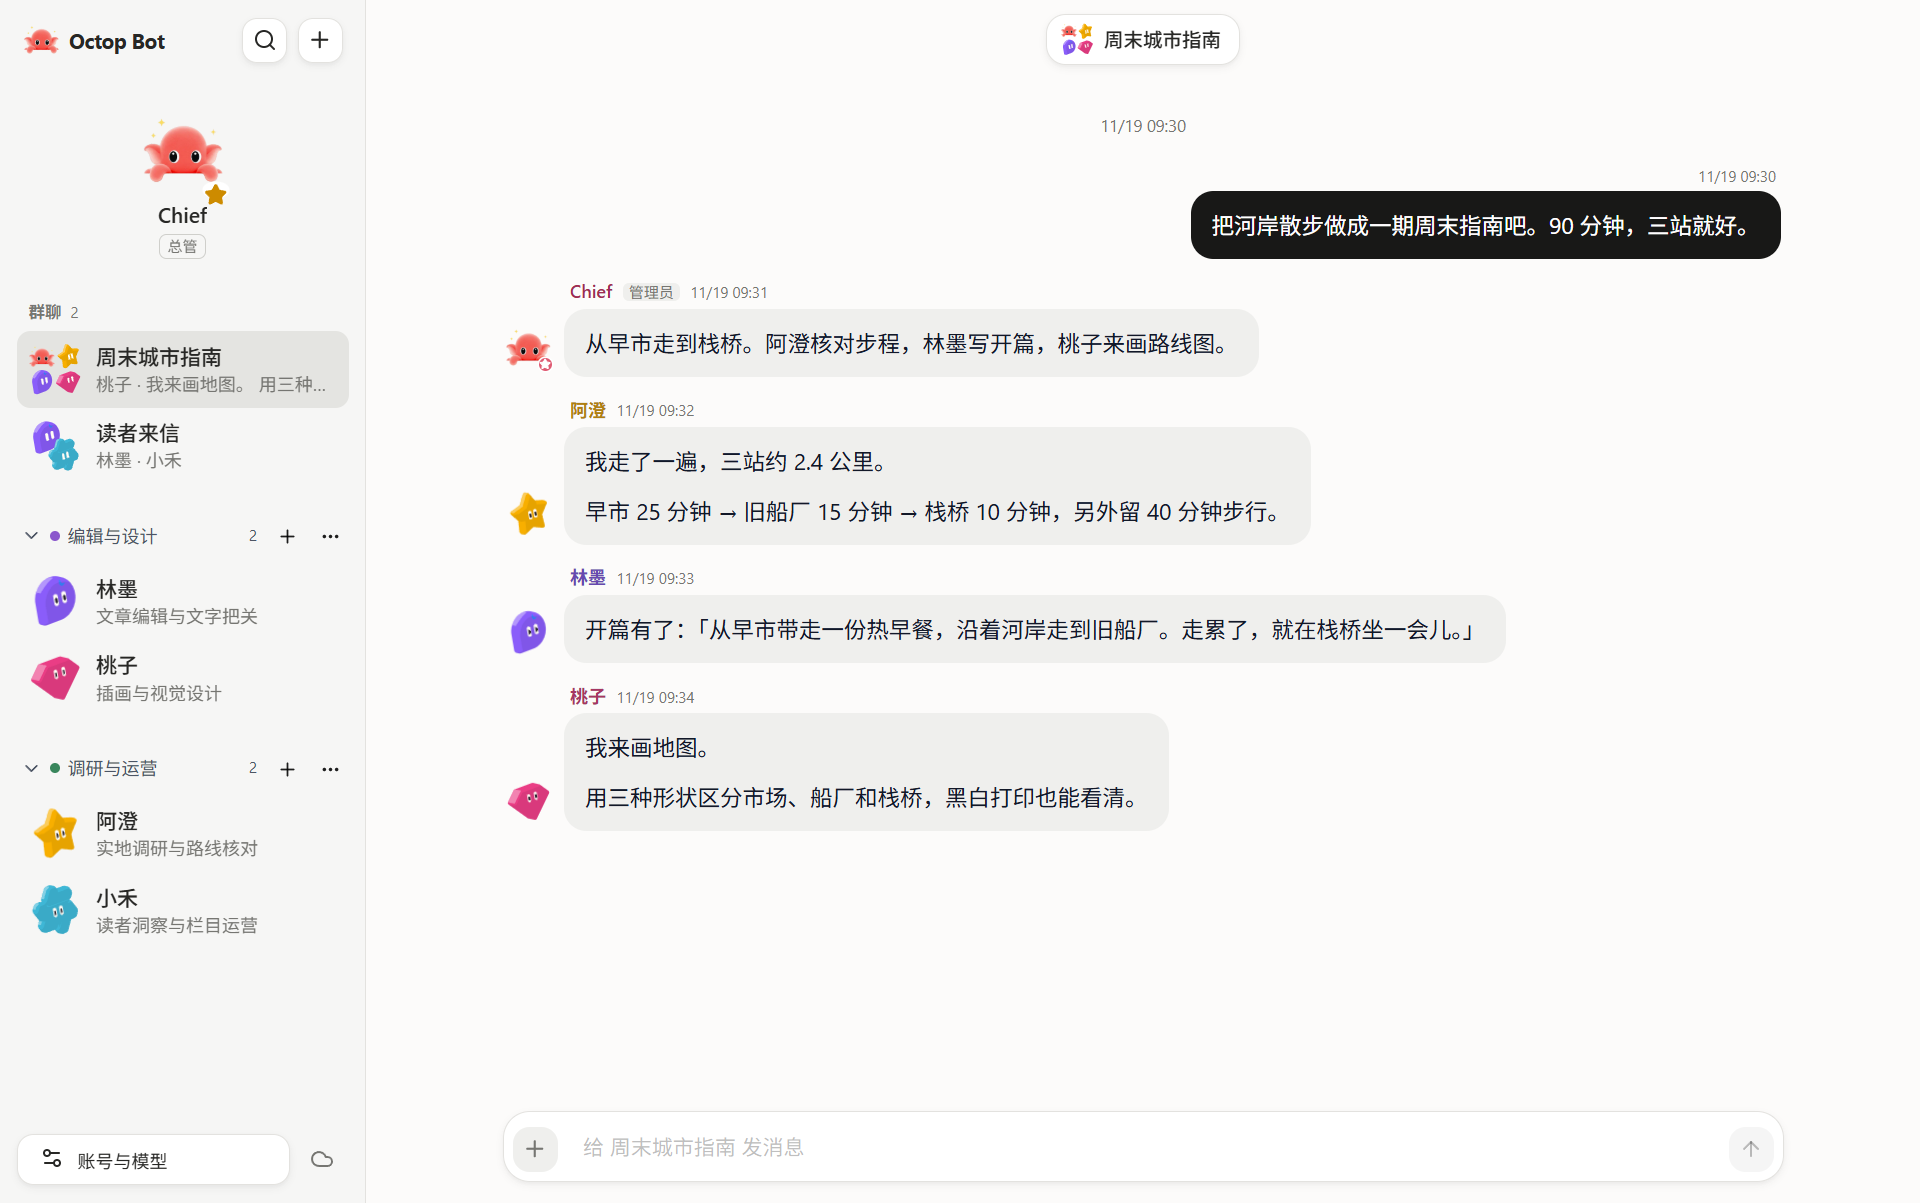 Octop Bot
Chief
总管
群聊 2
周末城市指南
桃子 · 我来画地图。 用三种...
读者来信
林墨 · 小禾
编辑与设计 2
林墨
文章编辑与文字把关
桃子
插画与视觉设计
调研与运营 2
阿澄
实地调研与路线核对
小禾
读者洞察与栏目运营
账号与模型
周末城市指南
11/19 09:30
11/19 09:30
把河岸散步做成一期周末指南吧。90 分钟，三站就好。
Chief 管理员 11/19 09:31
从早市走到栈桥。阿澄核对步程，林墨写开篇，桃子来画路线图。
阿澄 11/19 09:32
我走了一遍，三站约 2.4 公里。
早市 25 分钟 → 旧船厂 15 分钟 → 栈桥 10 分钟，另外留 40 分钟步行。
林墨 11/19 09:33
开篇有了：「从早市带走一份热早餐，沿着河岸走到旧船厂。走累了，就在栈桥坐一会儿。」
桃子 11/19 09:34
我来画地图。
用三种形状区分市场、船厂和栈桥，黑白打印也能看清。
给 周末城市指南 发消息